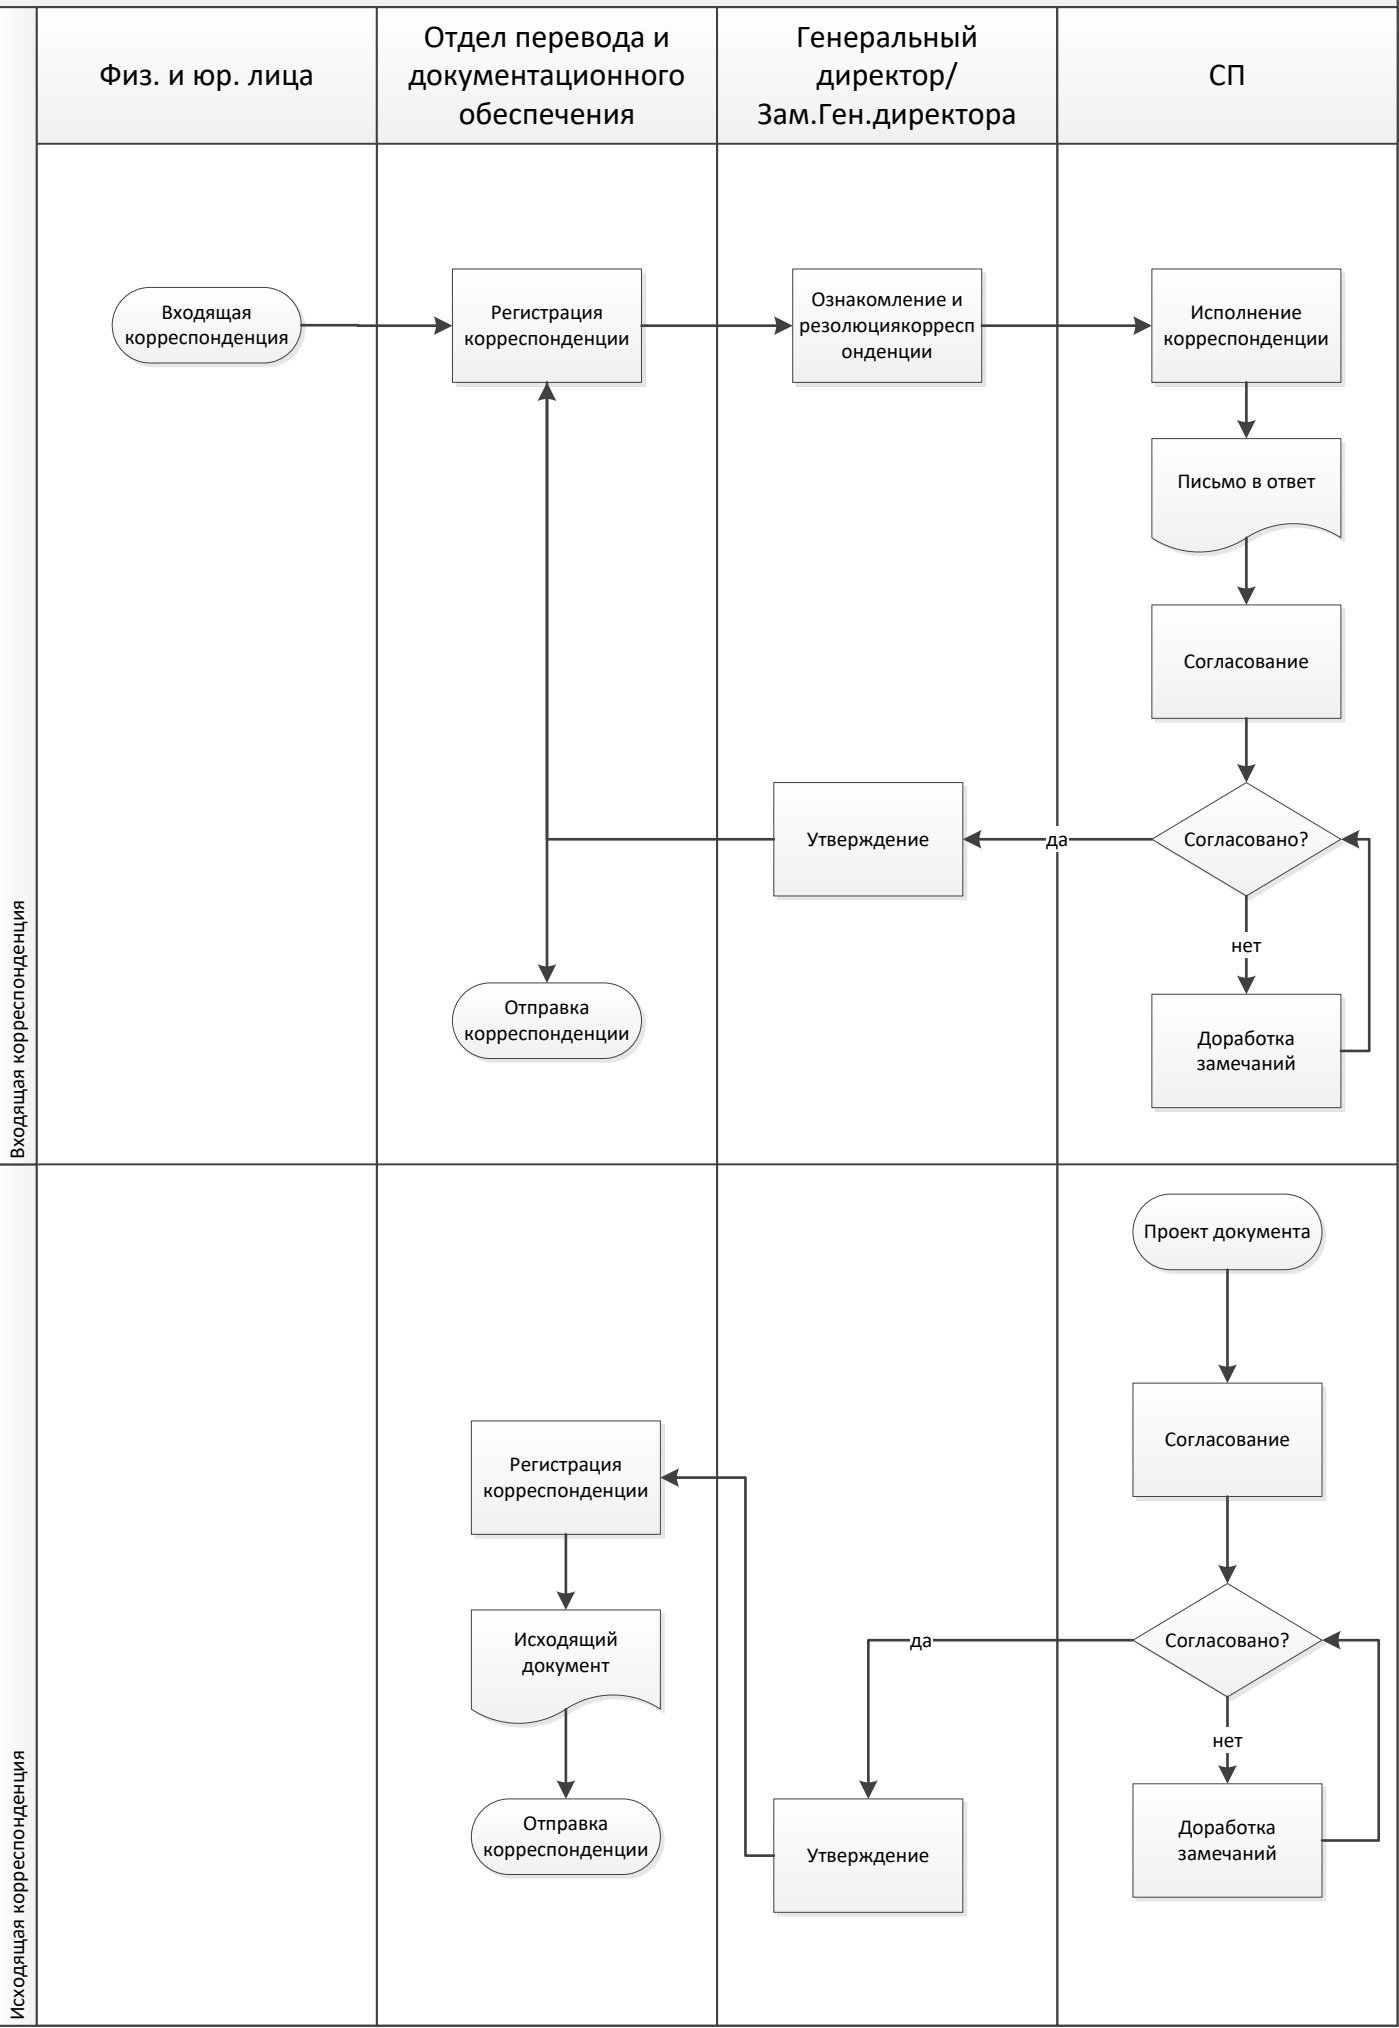 Физ. и юр. лица
Отдел перевода и
документационного
обеспечения
Генеральный
директор/
Зам.Ген.директора
СП
Входящая корреспонденция
Входящая
корреспонденция
Регистрация
корреспонденции
Ознакомление и
резолюциякорресп
онденции
Исполнение
корреспонденции
Письмо в ответ
Согласование
Согласовано?
да
Утверждение
нет
Отправка
корреспонденции
Доработка
замечаний
Исходящая корреспонденция
Проект документа
Согласование
Регистрация
корреспонденции
Исходящий
документ
да
Согласовано?
нет
Отправка
корреспонденции
Утверждение
Доработка
замечаний